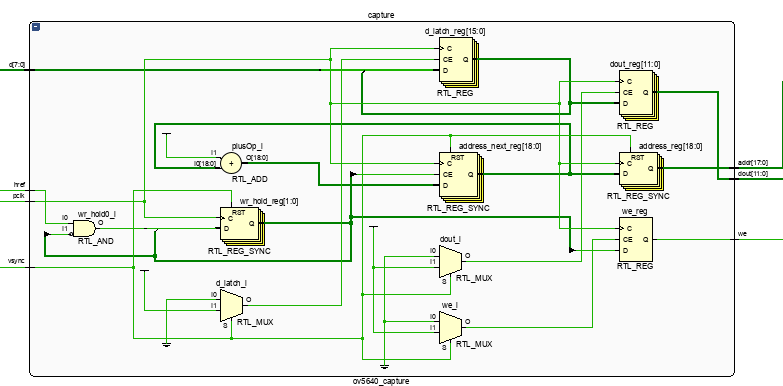 capture
d_latch_reg[15:0]
C
CE Q
D
RTL_REG
dout_reg[11:0]
C
CE Q
D
RTL_REG
d[7:0]
plusOp_i
I1 O[18:0]
I0[18:0] +
RTL_ADD
address_next_reg[18:0]
RST
C
CE Q
D
RTL_REG_SYNC
address_reg[18:0]
RST
C
CE Q
D
RTL_REG_SYNC
addr[17:0]
dout[11:0]
href
pclk
wr_hold0_i
I0 O
I1
RTL_AND
wr_hold_reg[1:0]
RST
C
D Q
RTL_REG_SYNC
we_reg
C
CE Q
D
RTL_REG
we
dout_i
I0
I1 O
S
RTL_MUX
vsync
d_latch_i
I0
I1 O
S
RTL_MUX
we_i
I0
I1 O
S
RTL_MUX
ov5640_capture